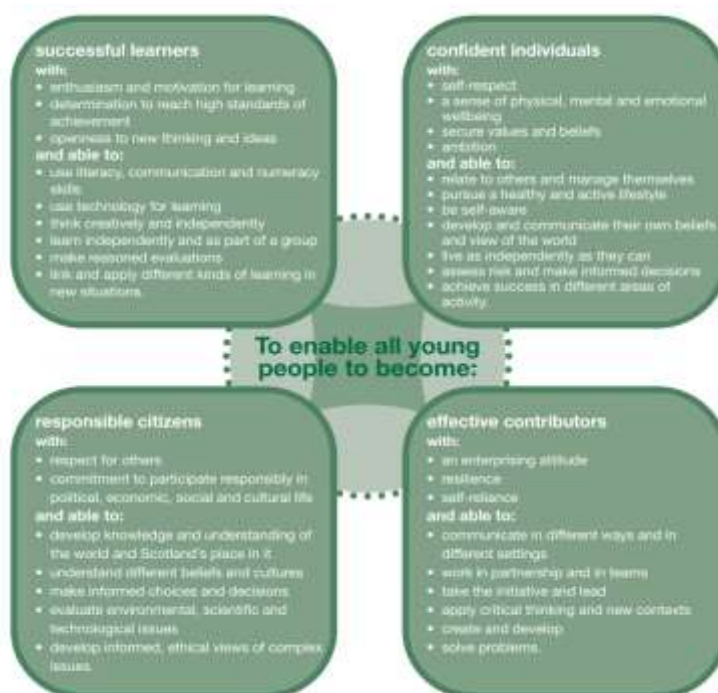 successful learners
with:
• enthusiasm and motivation for learning
• determination to reach high standards of
achievement
• openness to new thinking and ideas
and able to:
• use literacy, communication and numeracy
skills
• use technology for learning
• think creatively and independently
• learn independently and as part of a group
• make reasoned evaluations
• link and apply different kinds of learning in
new situations.
confident individuals
with:
• self-respect
• a sense of physical, mental and emotional
wellbeing
• secure values and beliefs
• ambition
and able to:
• relate to others and manage themselves
• pursue a healthy and active lifestyle
• be self-aware
• develop and communicate their own beliefs
and view of the world
• live as independently as they can
• assess risk and make informed decisions
• achieve success in different areas of
activity.
To enable all young
people to become:
responsible citizens
with:
• respect for others
• commitment to participate responsibly in
political, economic, social and cultural life
and able to:
• develop knowledge and understanding of
the world and Scotland's place in it
• understand different beliefs and cultures
• make informed choices and decisions
• evaluate environmental, scientific and
technological issues
• develop informed, ethical views of complex
issues.
effective contributors
with:
• an enterprising attitude
• resilience
• self-reliance
and able to:
• communicate in different ways and in
different settings
• work in partnership and in teams
• take the initiative and lead
• apply critical thinking and new contexts
• create and develop
• solve problems.